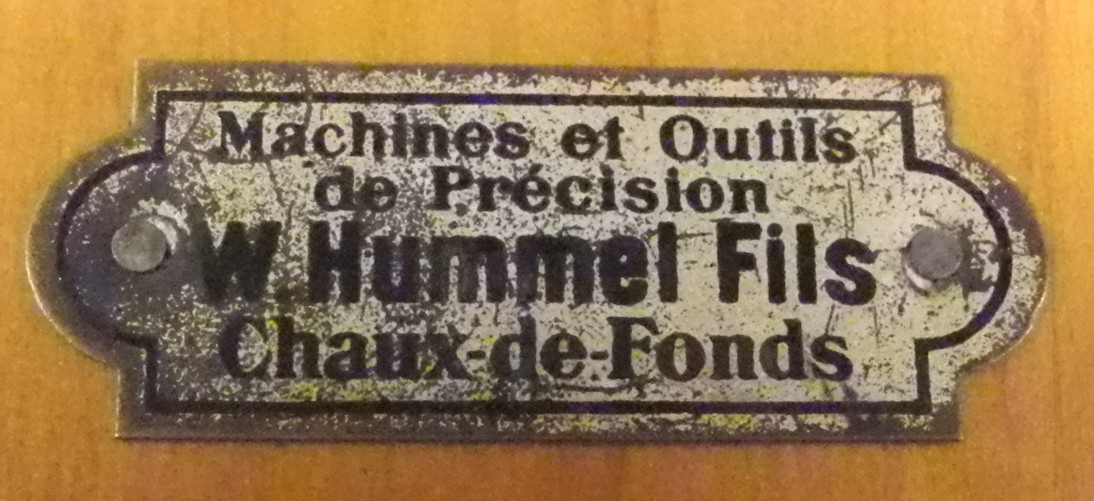 Machines et Outils
de Précision
W. Hummel Fils
Chaux-de-Fonds